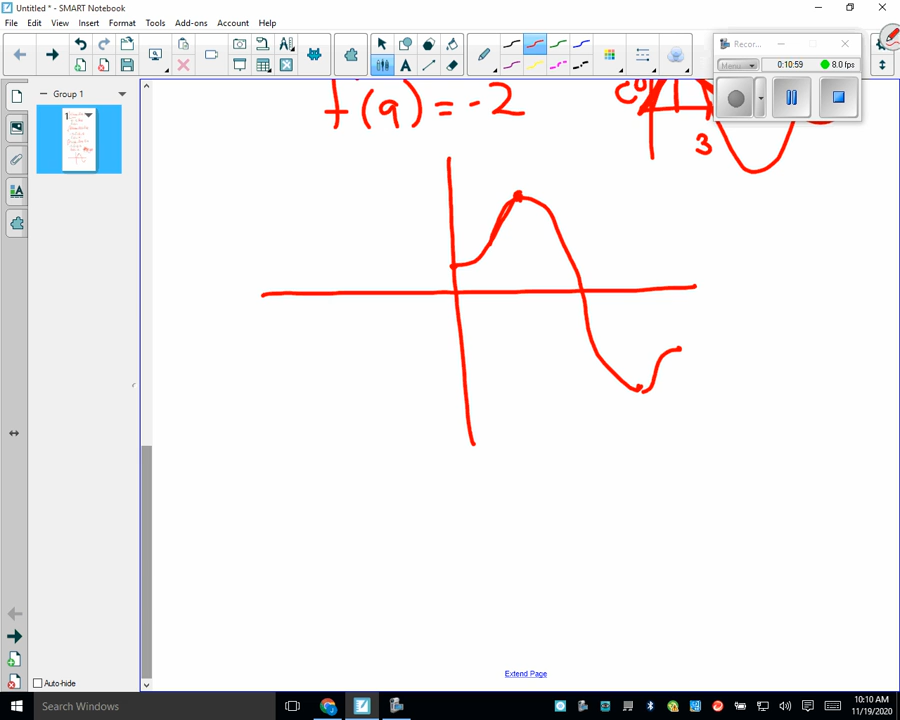 Untitled * - SMART Notebook
File Edit View Insert Format Tools Add-ons Account Help
Recor...
Menu
0:10:59 8.0 fps
Group 1
1
f(9) = -2
3
Auto-hide
Extend Page
Search Windows
10:10 AM
11/19/2020